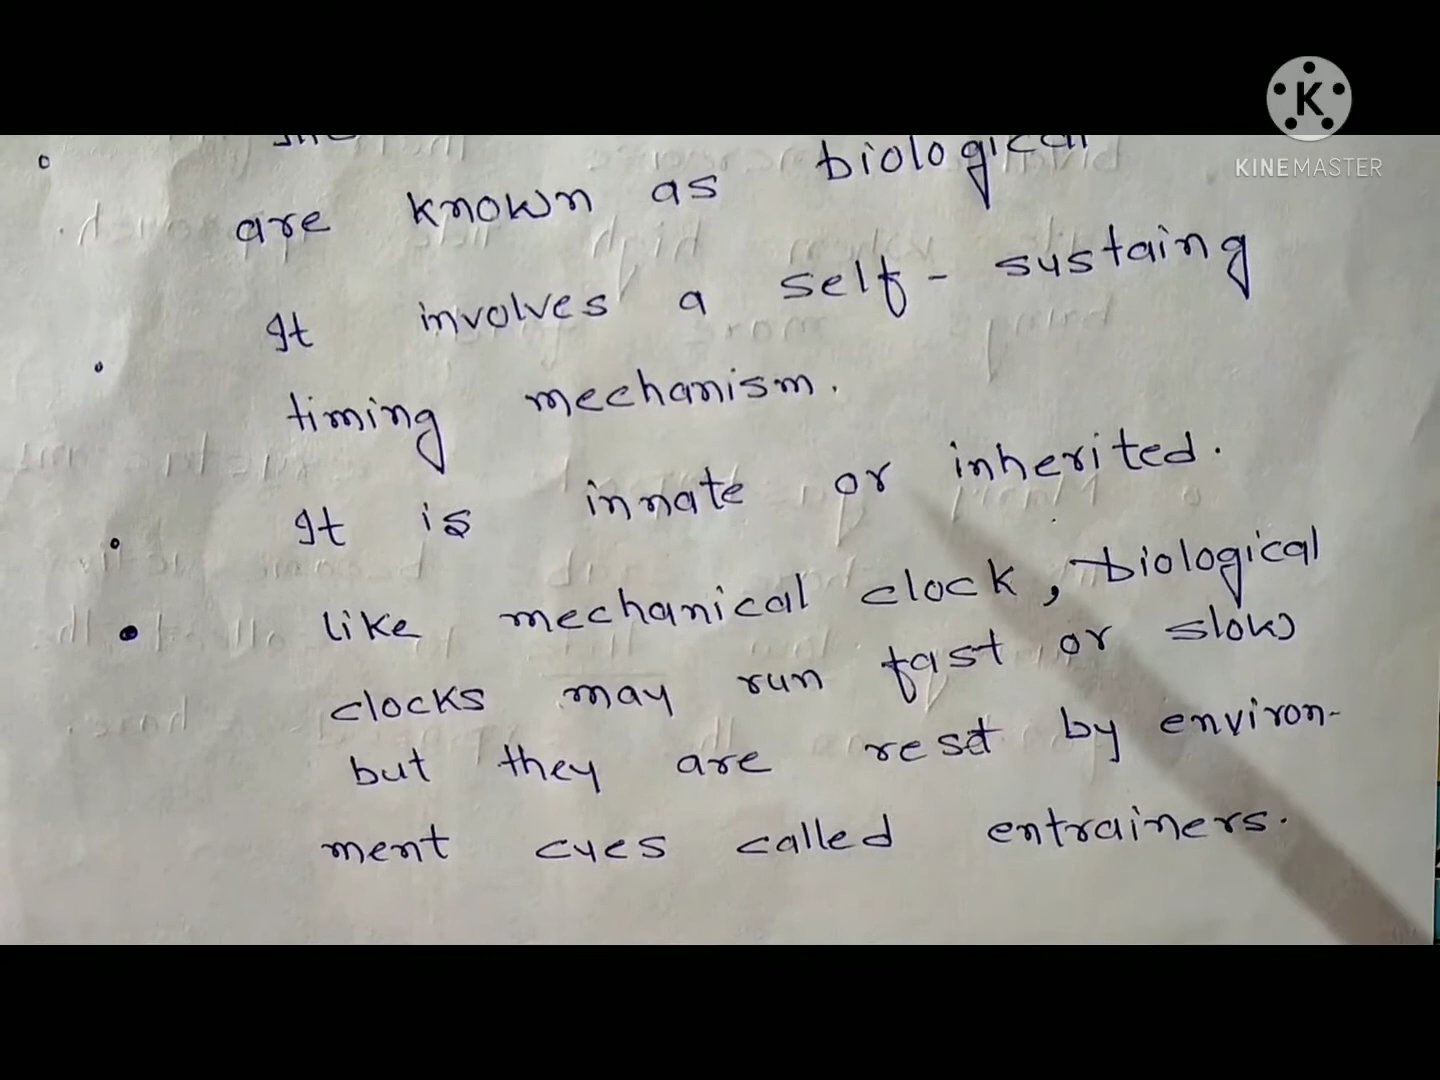 are known as biological
It involves a self-sustaing
timing mechanism.
It is innate or inherited.
like mechanical clock, biological
clocks may run fast or slow
but they are reset by environ-
ment cues called entrainers.
K
KINEMASTER